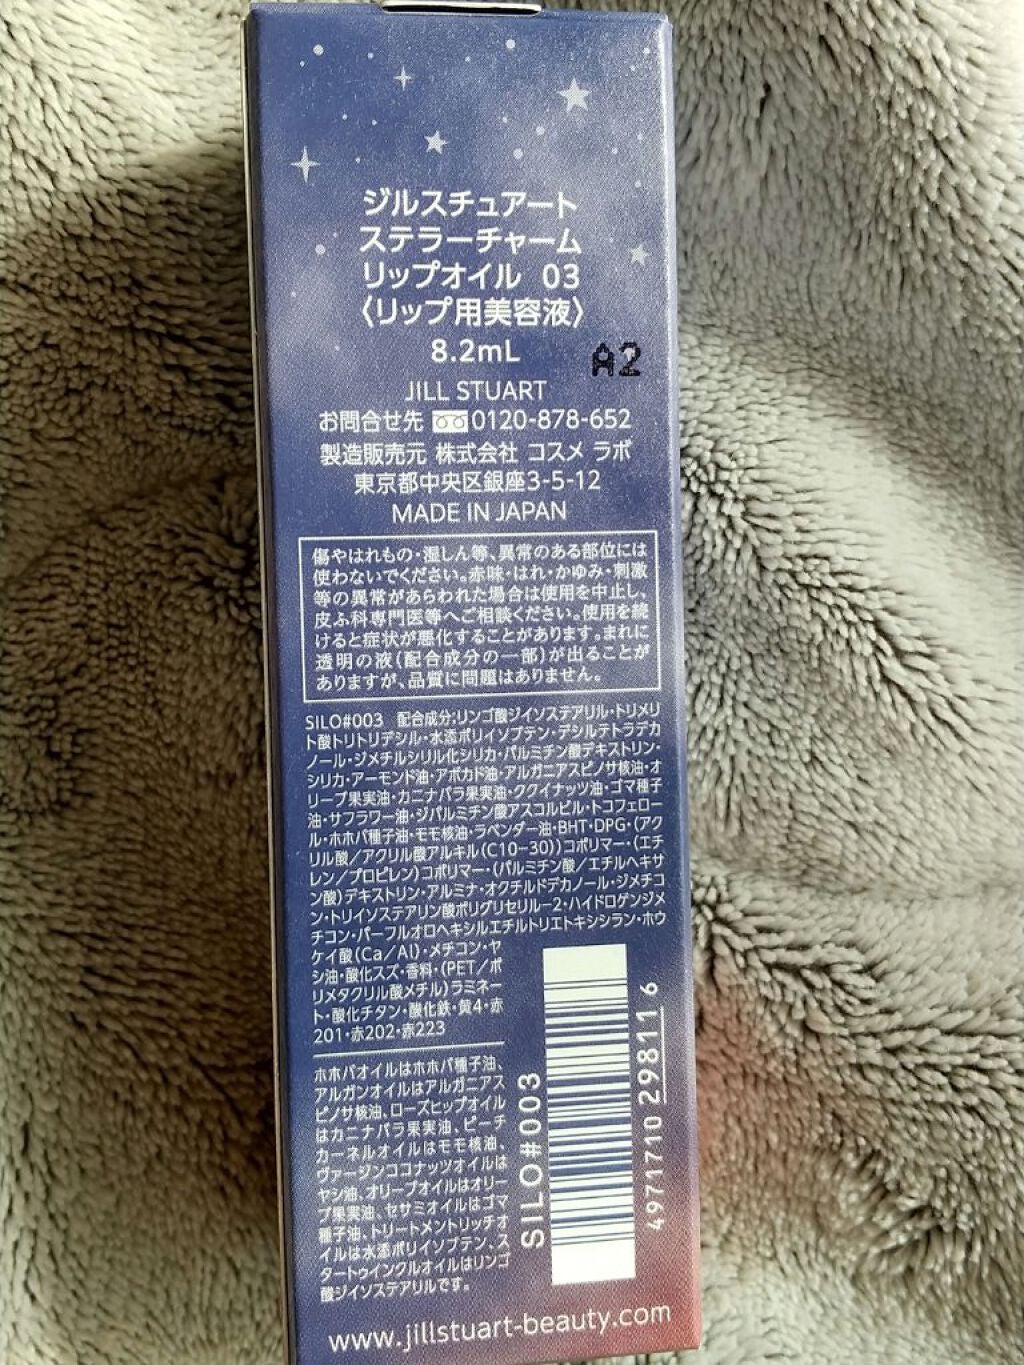 ジルスチュアート
ステラーチャーム
リップオイル 03
〈リップ用美容液〉
8.2mL
A2
JILL STUART
お問合せ先 0120-878-652
製造販売元 株式会社 コスメ ラボ
東京都中央区銀座3-5-12
MADE IN JAPAN
傷やはれもの・湿しん等、異常のある部位には
使わないでください。赤味・はれ・かゆみ・刺激
等の異常があらわれた場合は使用を中止し、
皮ふ科専門医等へご相談ください。使用を続
けると症状が悪化することがあります。まれに
透明の液(配合成分の一部)が出ることが
ありますが、品質に問題はありません。
SILO#003 配合成分:リンゴ酸ジイソステアリル・トリメリ
ト酸トリトリデシル・水添ポリイソブテン・デシルテトラデカ
ノール・ジメチルシリル化シリカ・パルミチン酸デキストリン・
シリカ・アーモンド油・アボカド油・アルガニアスピノサ核油・オ
リーブ果実油・カニナバラ果実油・ククイナッツ油・ゴマ種子
油・サフラワー油・ジパルミチン酸アスコルビル・トコフェロー
ル・ホホバ種子油・モモ核油・ラベンダー油・BHT・DPG・(アク
リル酸/アクリル酸アルキル(C10-30))コポリマー・(エチ
レン/プロピレン)コポリマー・(パルミチン酸/エチルヘキサ
ン酸)デキストリン・アルミナ・オクチルドデカノール・ジメチコ
ン・トリイソステアリン酸ポリグリセリル-2・ハイドロゲンジメ
チコン・パーフルオロヘキシルエチルトリエトキシシラン・ホウ
ケイ酸(Ca/Al)・メチコン・ヤ
シ油・酸化スズ・香料・(PET/ポ
リメタクリル酸メチル)ラミネー
ト・酸化チタン・酸化鉄・黄4・赤
201・赤202・赤223
ホホバオイルはホホバ種子油、
アルガンオイルはアルガニアス
ピノサ核油、ローズヒップオイル
はカニナバラ果実油、ピーチ
カーネルオイルはモモ核油、
ヴァージンココナッツオイルは
ヤシ油、オリーブオイルはオリー
ブ果実油、セサミオイルはゴマ
種子油、トリートメントリッチオ
イルは水添ポリイソブテン、ス
タートゥインクルオイルはリンゴ
酸ジイソステアリルです。
SILO#003
4971710 29811 6
www.jillstuart-beauty.com